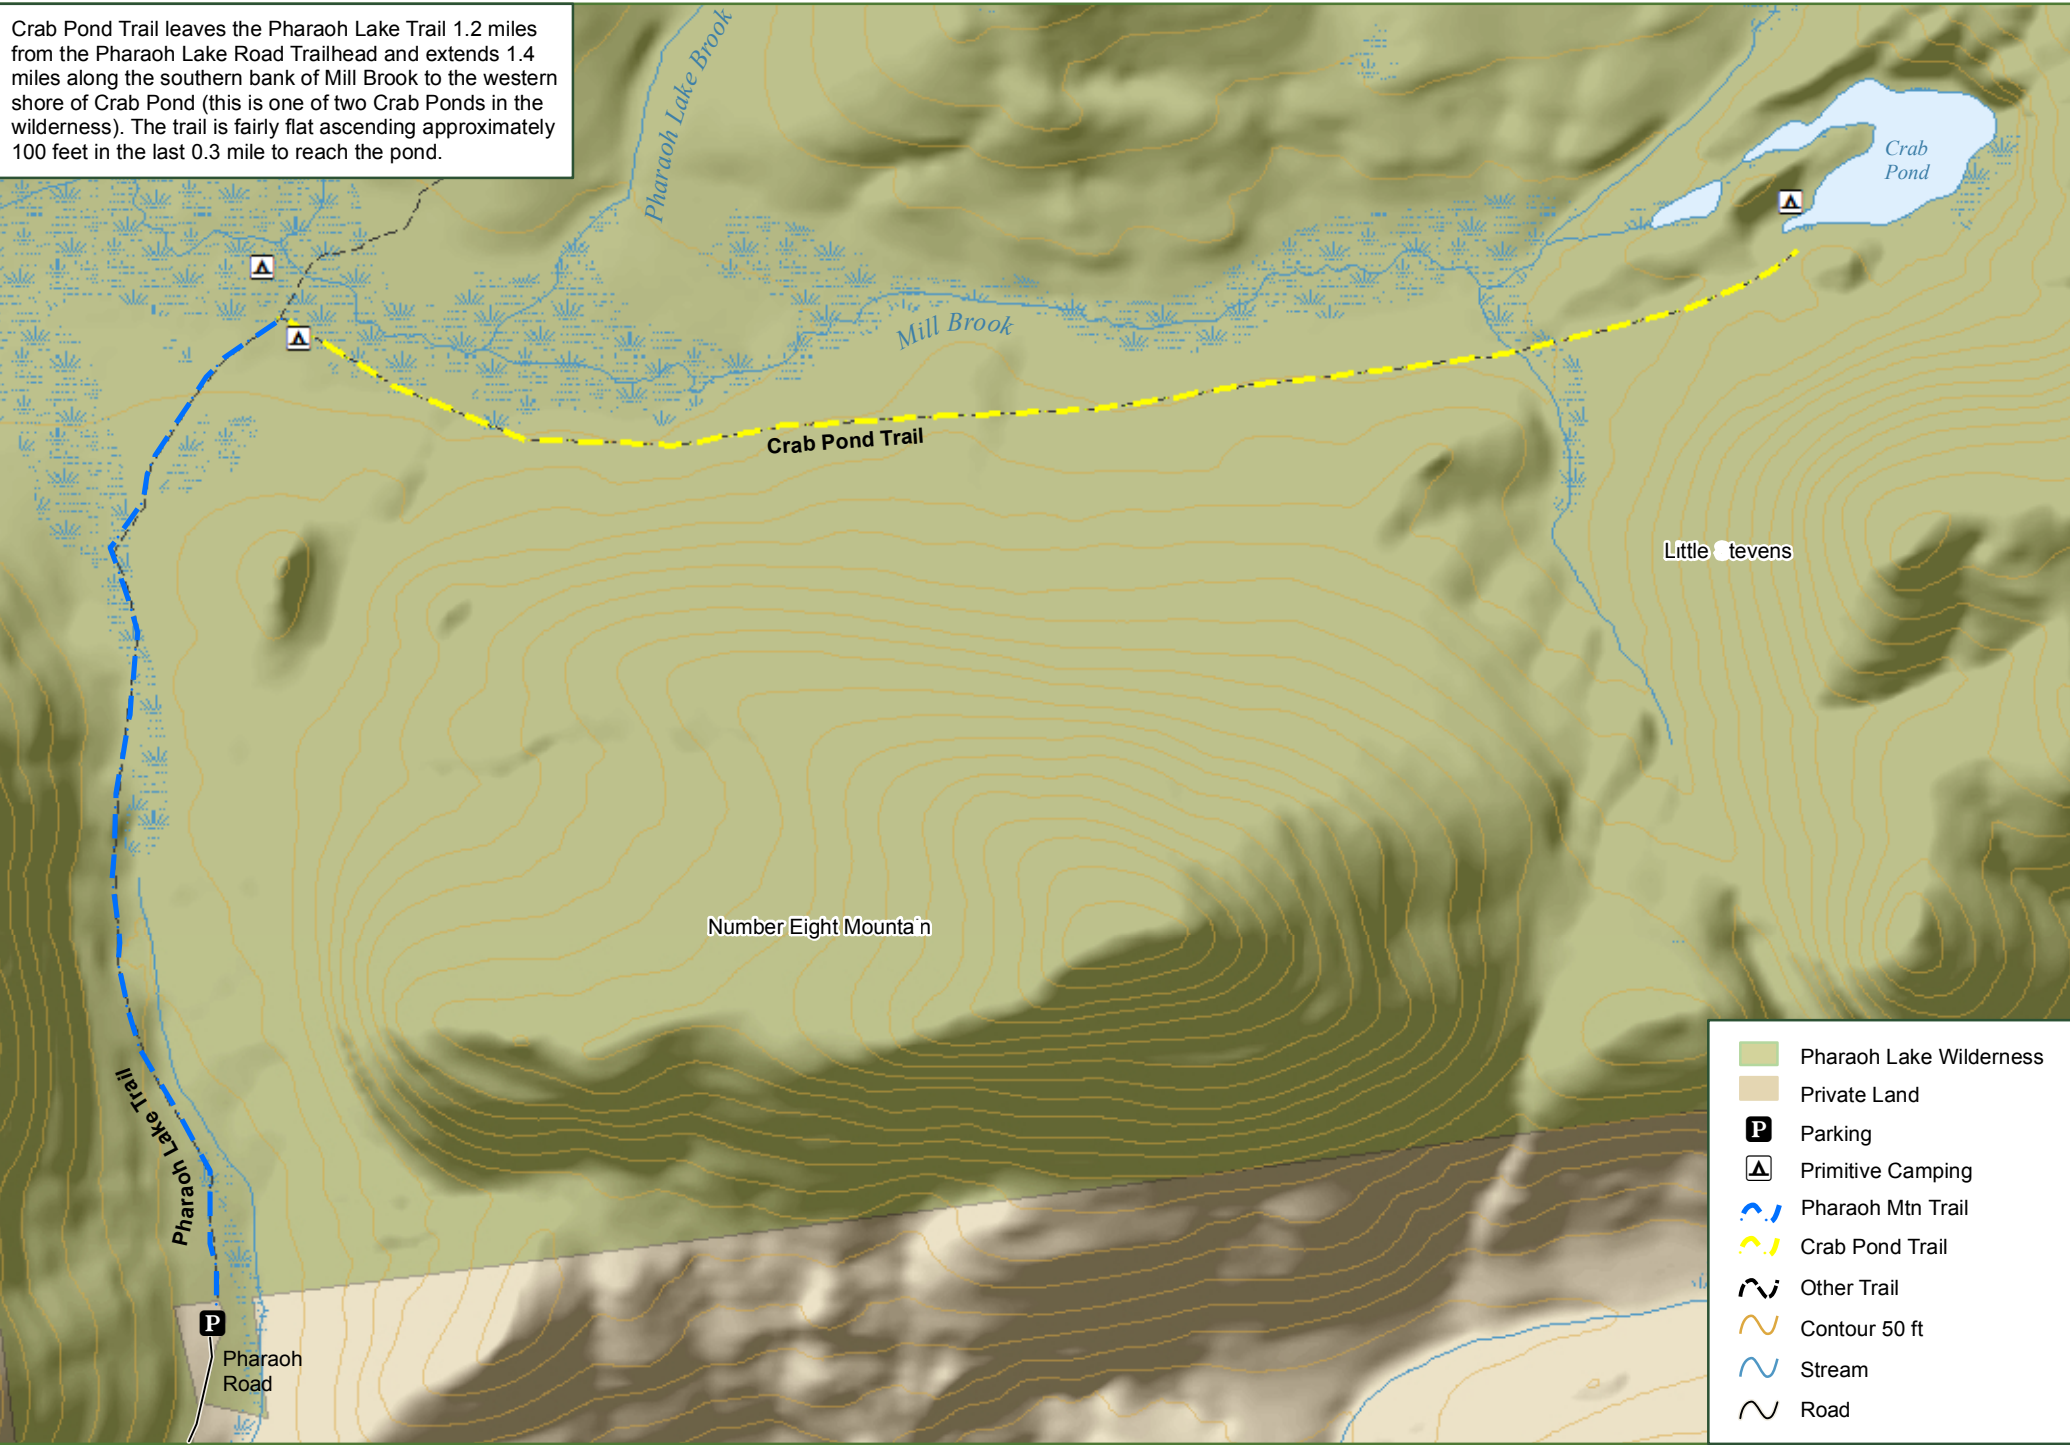 Crab Pond Trail leaves the Pharaoh Lake Trail 1.2 miles
from the Pharaoh Lake Road Trailhead and extends 1.4
miles along the southern bank of Mill Brook to the western
shore of Crab Pond (this is one of two Crab Ponds in the
wilderness). The trail is fairly flat ascending approximately
100 feet in the last 0.3 mile to reach the pond.
Pharaoh Lake Brook
Crab
Pond
Mill Brook
Crab Pond Trail
Little Stevens
Number Eight Mountain
Pharaoh Lake Trail
P
Pharaoh
Road
Pharaoh Lake Wilderness
Private Land
P
Parking
Primitive Camping
Pharaoh Mtn Trail
Crab Pond Trail
Other Trail
Contour 50 ft
Stream
Road